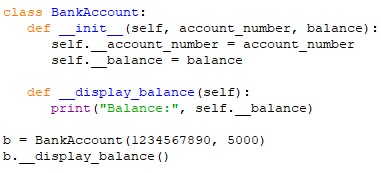 class BankAccount:
    def __init__(self, account_number, balance):
        self.__account_number = account_number
        self.__balance = balance

    def __display_balance(self):
        print("Balance:", self.__balance)

b = BankAccount(1234567890, 5000)
b.__display_balance()